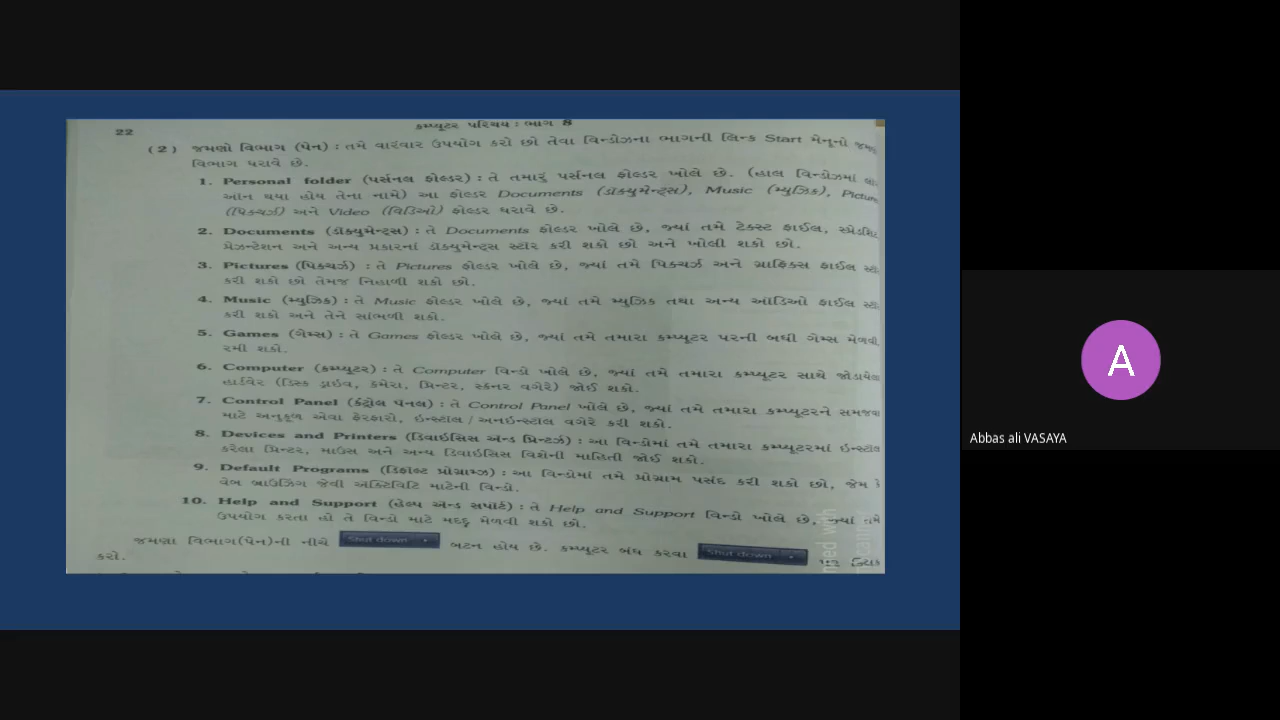 22
કમ્પ્યૂટર પરિચય : ભાગ 8
(2) જમણો વિભાગ (પેન) : તમે વારંવાર ઉપયોગ કરો છો તેવા વિન્ડોઝના ભાગની લિન્ક Start મેનૂનો
વિભાગ ધરાવે છે.
1. Personal folder (પર્સનલ ફોલ્ડર) : તે તમારું પર્સનલ ફોલ્ડર ખોલે છે. (હાલ વિન્ડોઝમાં
ઑન થયા હોય તેના નામે) આ ફોલ્ડર Documents (ડૉક્યુમેન્ટ્સ), Music (મ્યુઝિક), Picture
(પિક્ચર્ઝ) અને Video (વિડિઓ) ફોલ્ડર ધરાવે છે.
2. Documents (ડૉક્યુમેન્ટ્સ) : તે Documents ફોલ્ડર ખોલે છે, જ્યાં તમે ટેક્સ્ટ ફાઈલ,
પ્રેઝન્ટેશન અને અન્ય પ્રકારનાં ડૉક્યુમેન્ટ્સ સ્ટોર કરી શકો છો અને ખોલી શકો છો.
3. Pictures (પિક્ચર્ઝ) : તે Pictures ફોલ્ડર ખોલે છે, જ્યાં તમે પિક્ચર્ઝ અને ગ્રાફિક્સ ફાઈલ
કરી શકો છો તેમજ નિહાળી શકો છો.
4. Music (મ્યુઝિક) : તે Music ફોલ્ડર ખોલે છે, જ્યાં તમે મ્યુઝિક તથા અન્ય ઑડિઓ ફાઈલ
કરી શકો અને તેને સાંભળી શકો.
5. Games (ગેમ્સ) : તે Games ફોલ્ડર ખોલે છે, જ્યાં તમે તમારા કમ્પ્યૂટર પરની બધી ગેમ્સ મેળવી
રમી શકો.
6. Computer (કમ્પ્યૂટર) : તે Computer વિન્ડો ખોલે છે, જ્યાં તમે તમારા કમ્પ્યૂટર સાથે જોડાયેલ
હાર્ડવેર (ડિસ્ક ડ્રાઇવ, કૅમેરા, પ્રિન્ટર, સ્કૅનર વગેરે) જોઈ શકો.
7. Control Panel (કંટ્રોલ પૅનલ) : તે Control Panel ખોલે છે, જ્યાં તમે તમારા કમ્પ્યૂટરને સમજવા
માટે અનુકૂળ એવા ફેરફારો, ઇન્સ્ટૉલ / અનઇન્સ્ટૉલ વગેરે કરી શકો.
8. Devices and Printers (ડિવાઇસિસ ઍન્ડ પ્રિન્ટર્ઝ) : આ વિન્ડોમાં તમે તમારા કમ્પ્યૂટરમાં ઇન્સ્ટૉલ
કરેલા પ્રિન્ટર, માઉસ અને અન્ય ડિવાઇસિસ વિશેની માહિતી જોઈ શકો.
9. Default Programs (ડિફૉલ્ટ પ્રોગ્રામ્ઝ) : આ વિન્ડોમાં તમે પ્રોગ્રામ પસંદ કરી શકો છો, જેમ કે
વેબ બ્રાઉઝિંગ જેવી ઍક્ટિવિટિ માટેની વિન્ડો.
10. Help and Support (હેલ્પ ઍન્ડ સપૉર્ટ) : તે Help and Support વિન્ડો ખોલે છે, જ્યાં તમે
ઉપયોગ કરતા હો તે વિન્ડો માટે મદદ મેળવી શકો છો.
જમણા વિભાગ(પેન)ની નીચે Shut down બટન હોય છે. કમ્પ્યૂટર બંધ કરવા Shut down પર ક્લિક
કરો.
A
Abbas ali VASAYA